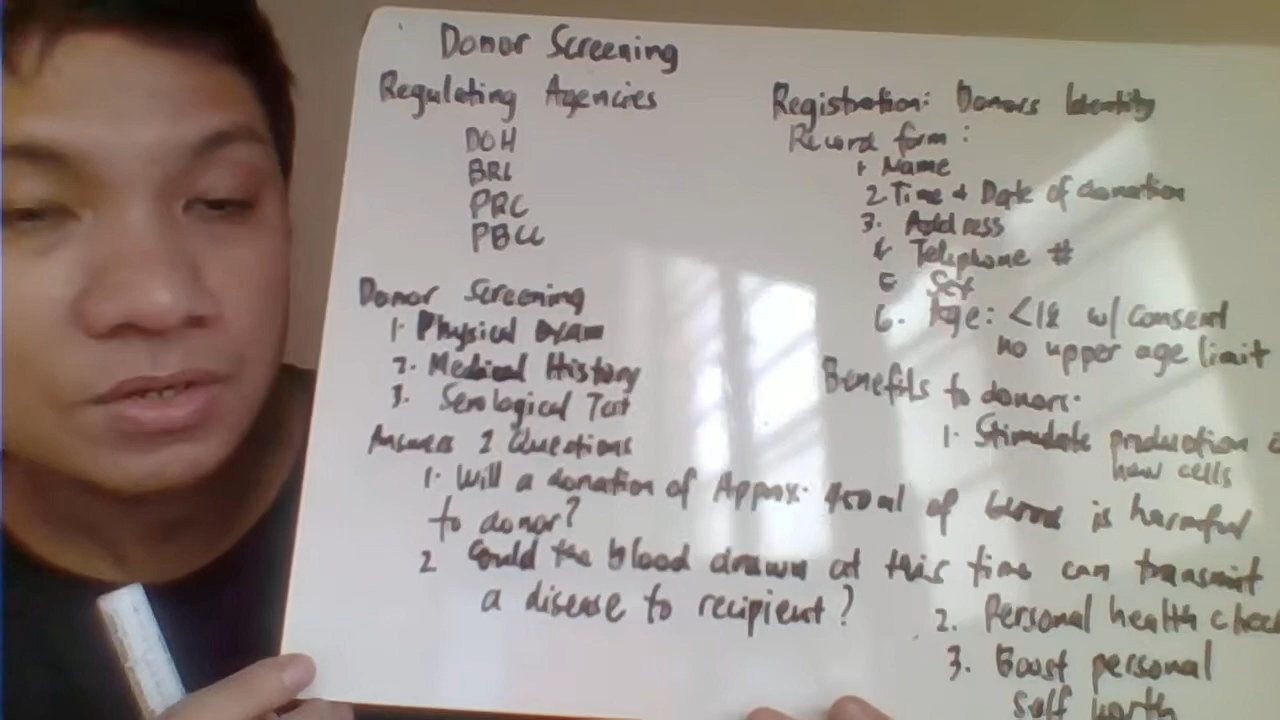 Donor Screening
Regulating Agencies
DOH
PRC
Donor Screening
1. Physical exam
2. Medical History
3. Serological Test
Answers 2 Questions
1. Will a donation of Approx. 450 ml of blood is harmful
to donor?
2 Could the blood drawn at this time can transmit
a disease to recipient?
Registration: Donors Identity
Record form:
1 Name
2. Time & Date of donation
3. Address
4 Telephone #
5 Sex
6. Age: <18 w/ consent
no upper age limit
Benefits to donors.
1. Stimulate production
new cells
2. Personal health check
3. Boost personal
self worth